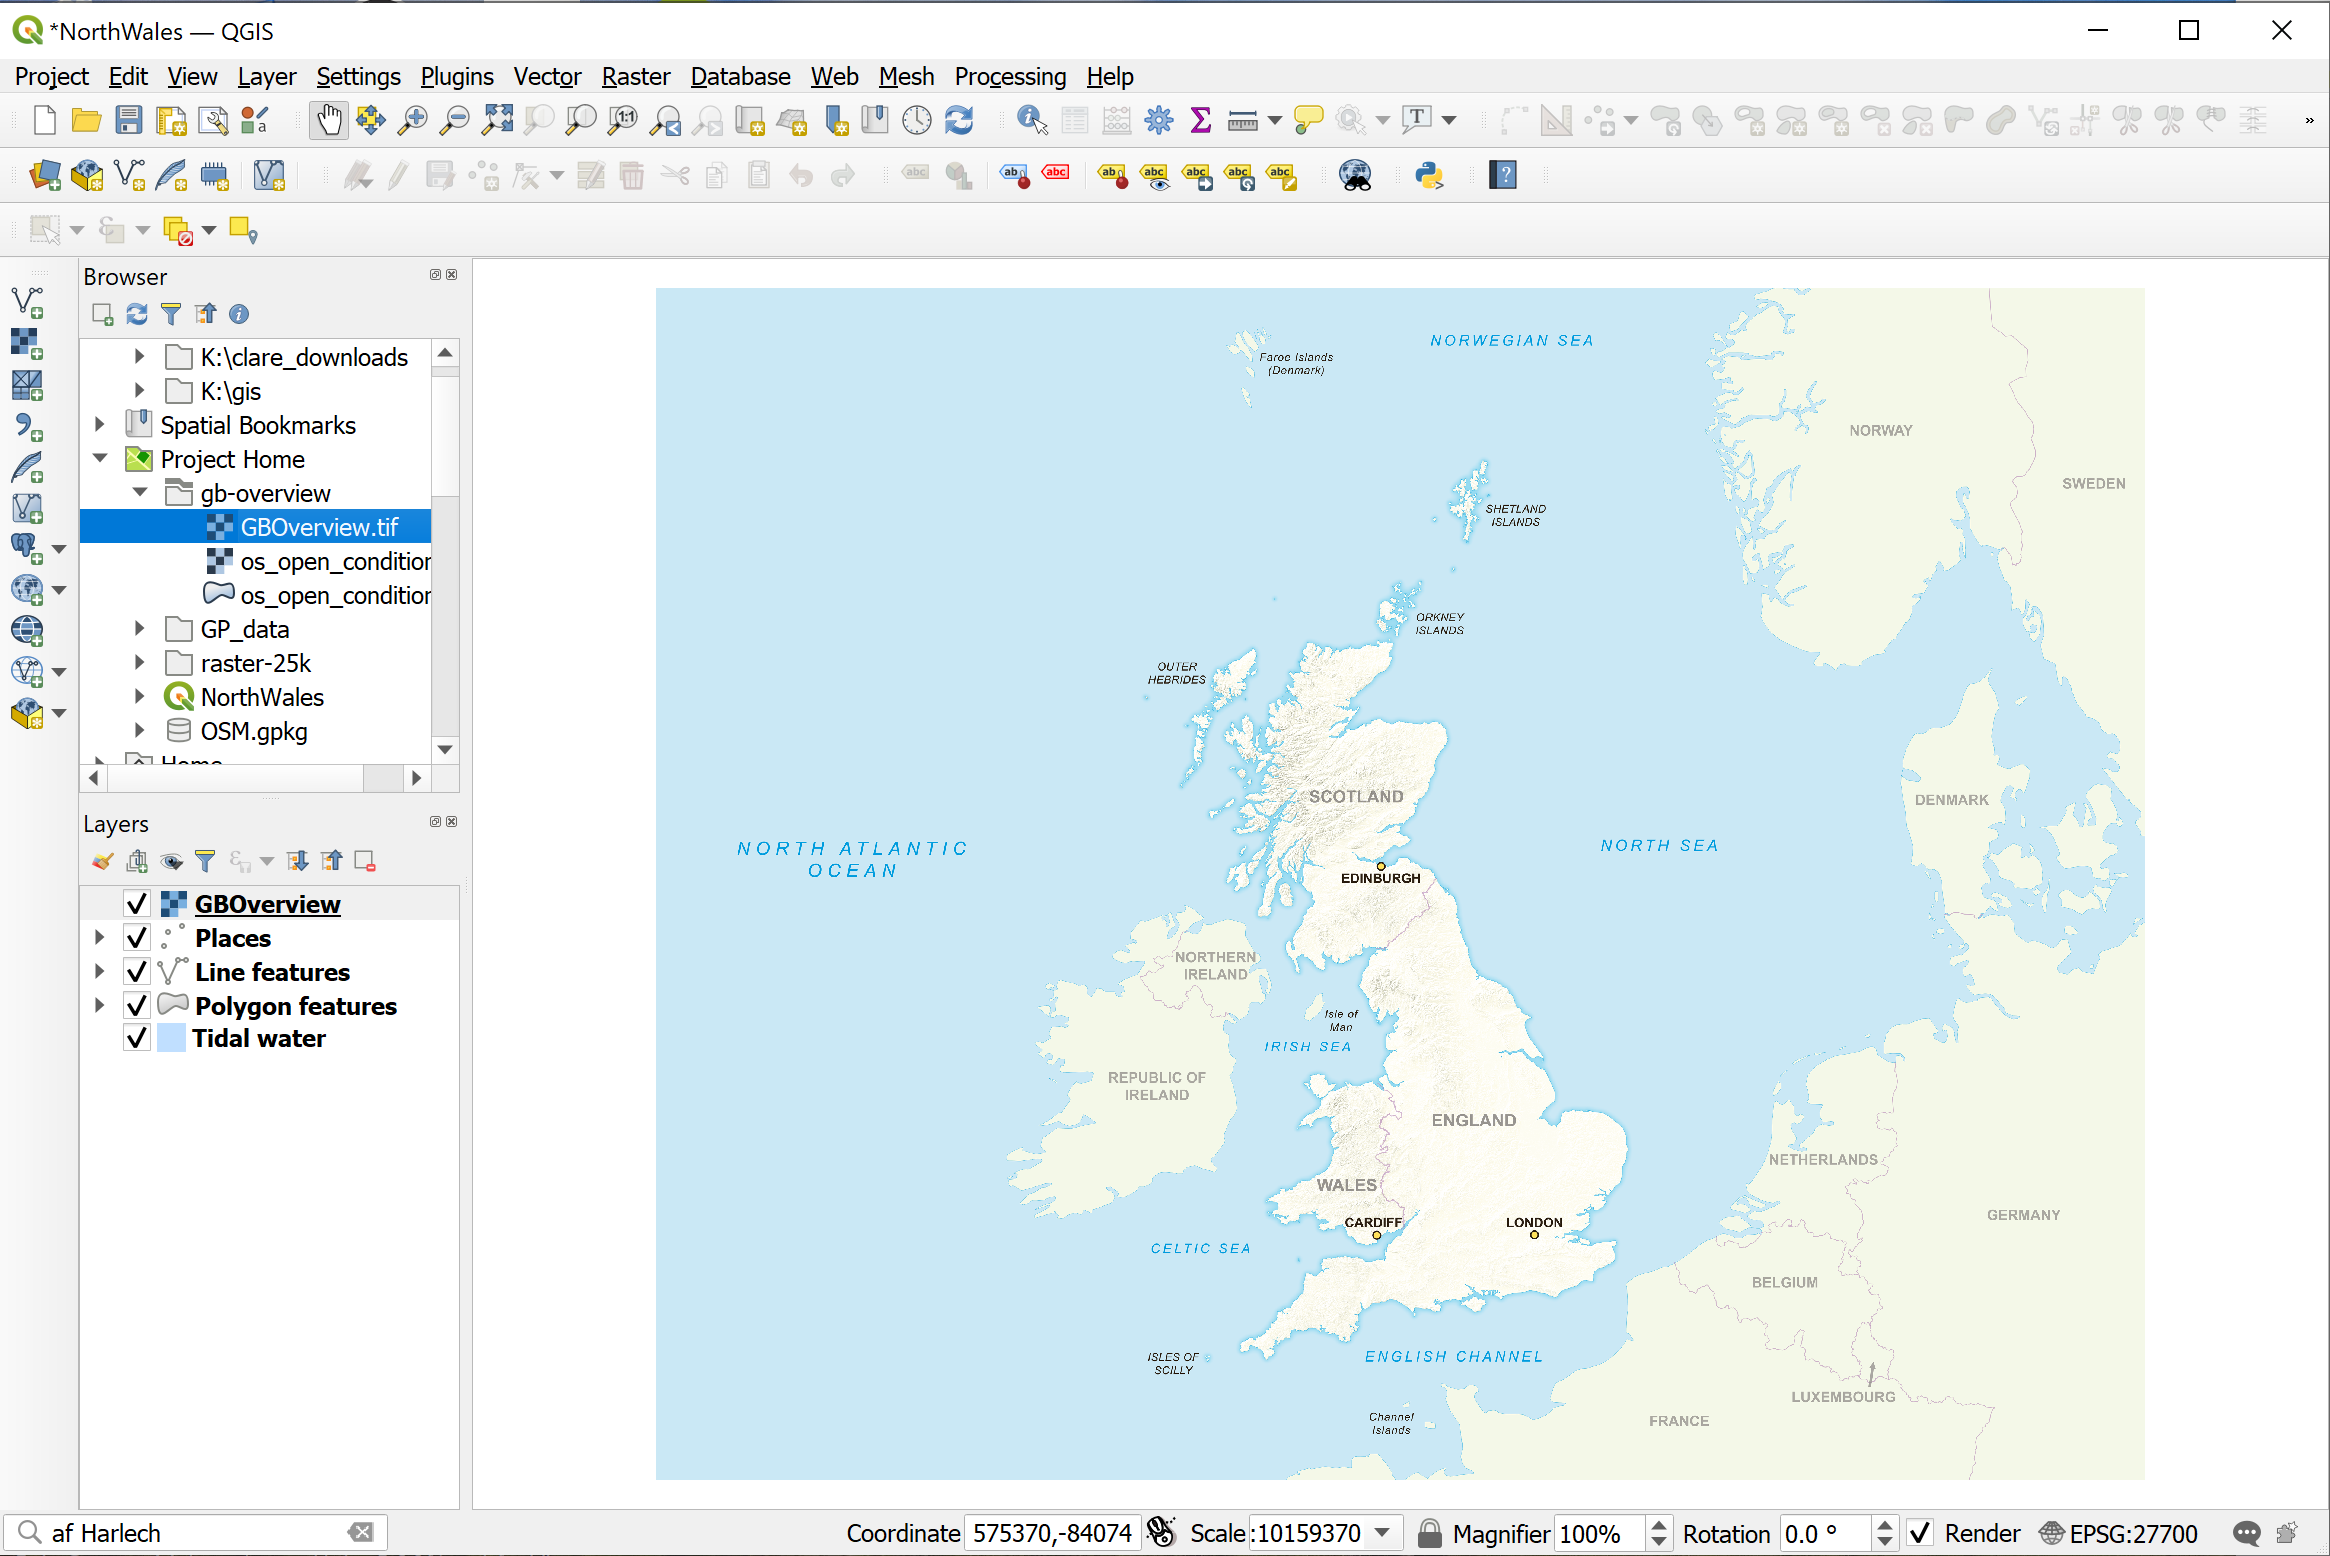 *NorthWales — QGIS
Project Edit View Layer Settings Plugins Vector Raster Database Web Mesh Processing Help
Browser
K:\clare_downloads
K:\gis
Spatial Bookmarks
Project Home
gb-overview
GBOverview.tif
os_open_condition
os_open_condition
GP_data
raster-25k
NorthWales
OSM.gpkg
Home
Layers
GBOverview
Places
Line features
Polygon features
Tidal water
NORWEGIAN SEA
Faroe Islands
(Denmark)
NORWAY
SWEDEN
SHETLAND
ISLANDS
ORKNEY
ISLANDS
OUTER
HEBRIDES
SCOTLAND
DENMARK
NORTH ATLANTIC
OCEAN
NORTH SEA
EDINBURGH
NORTHERN
IRELAND
Isle of
Man
IRISH SEA
REPUBLIC OF
IRELAND
ENGLAND
NETHERLANDS
WALES
GERMANY
CARDIFF
LONDON
CELTIC SEA
BELGIUM
ISLES OF
SCILLY
ENGLISH CHANNEL
LUXEMBOURG
Channel
Islands
FRANCE
af Harlech
Coordinate 575370,-84074 Scale :10159370 Magnifier 100% Rotation 0.0 ° Render EPSG:27700